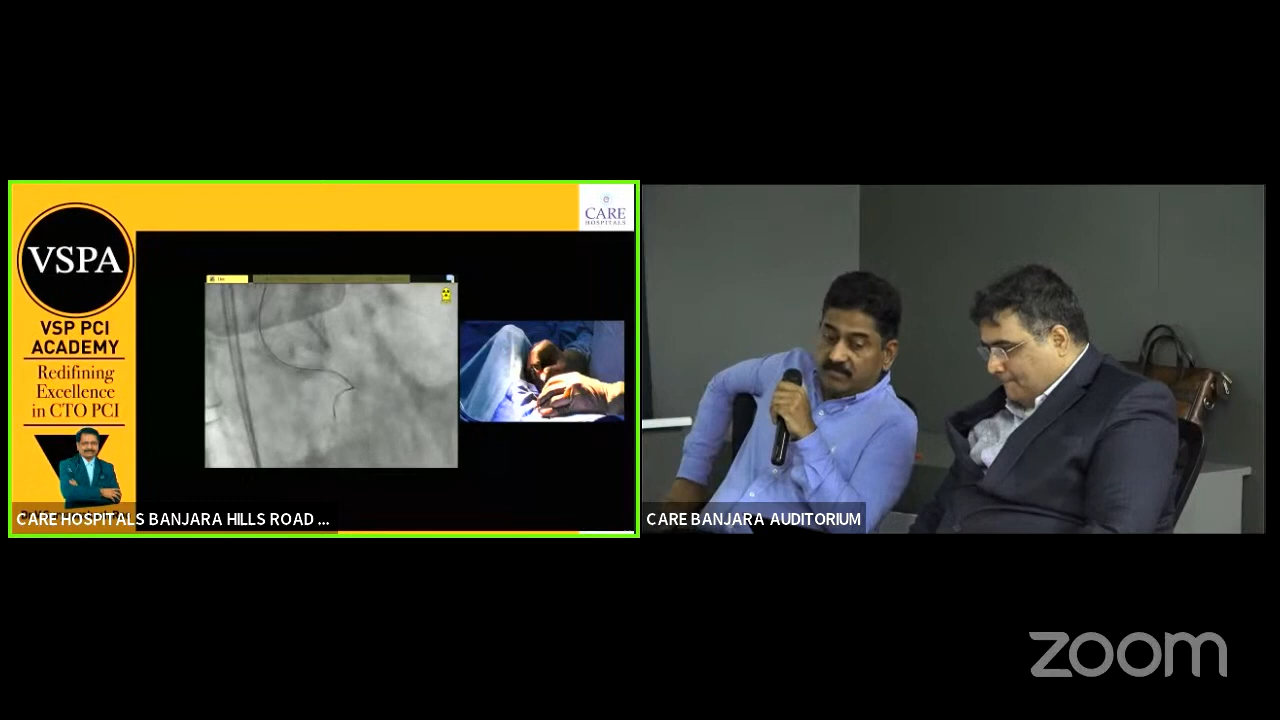 VSPA
VSP PCI
ACADEMY
Redifining
Excellence
in CTO PCI
CARE
HOSPITALS
CARE HOSPITALS BANJARA HILLS ROAD ...
CARE BANJARA AUDITORIUM
zoom